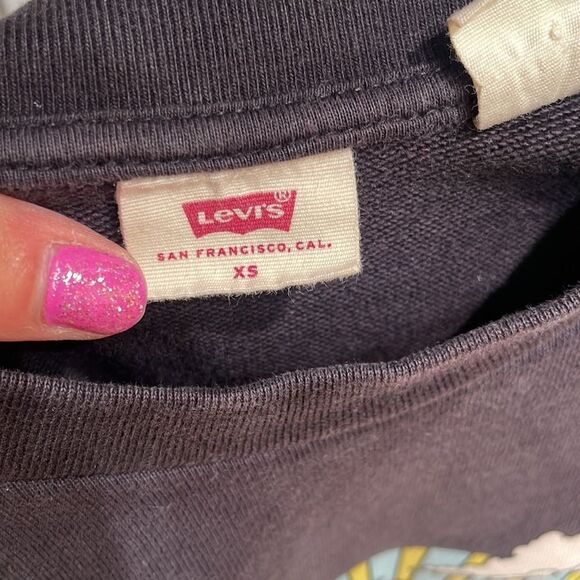 Levi's®
SAN FRANCISCO, CAL.
XS